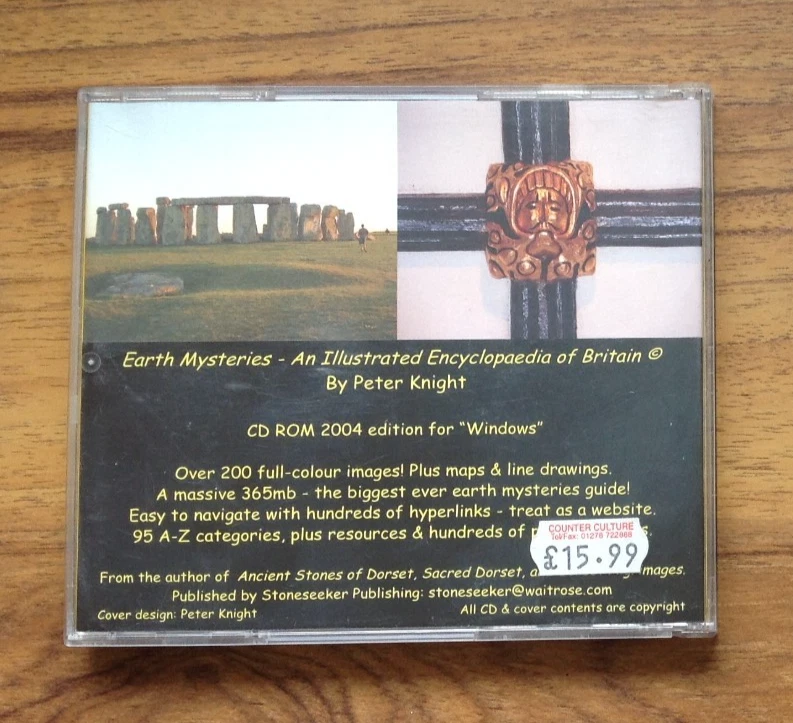 Earth Mysteries - An Illustrated Encyclopaedia of Britain ©
By Peter Knight
CD ROM 2004 edition for "Windows"
Over 200 full-colour images! Plus maps & line drawings.
A massive 365mb - the biggest ever earth mysteries guide!
Easy to navigate with hundreds of hyperlinks - treat as a website.
95 A-Z categories, plus resources & hundreds of
COUNTER CULTURE
Tel/Fax: 01278 722888
£15.99
From the author of Ancient Stones of Dorset, Sacred Dorset,
Published by Stoneseeker Publishing: stoneseeker@waitrose.com
Cover design: Peter Knight
All CD & cover contents are copyright